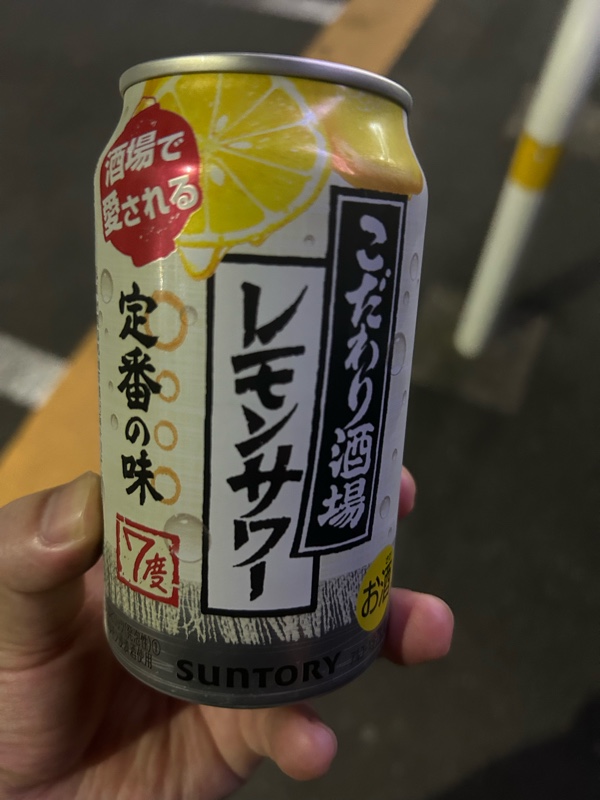 酒場で
愛される
こだわり酒場
レモンサワー
定番の味
7度
お酒
SUNTORY